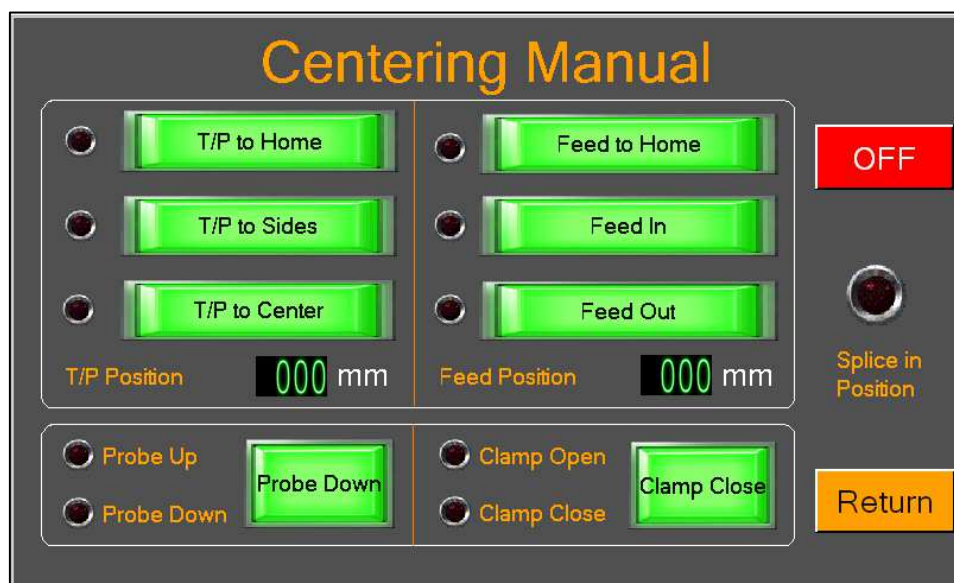 Centering Manual
T/P to Home
Feed to Home
OFF
T/P to Sides
Feed In
T/P to Center
Feed Out
T/P Position 000 mm
Feed Position 000 mm
Splice in
Position
Probe Up
Probe Down
Probe Down
Clamp Open
Clamp Close
Clamp Close
Return